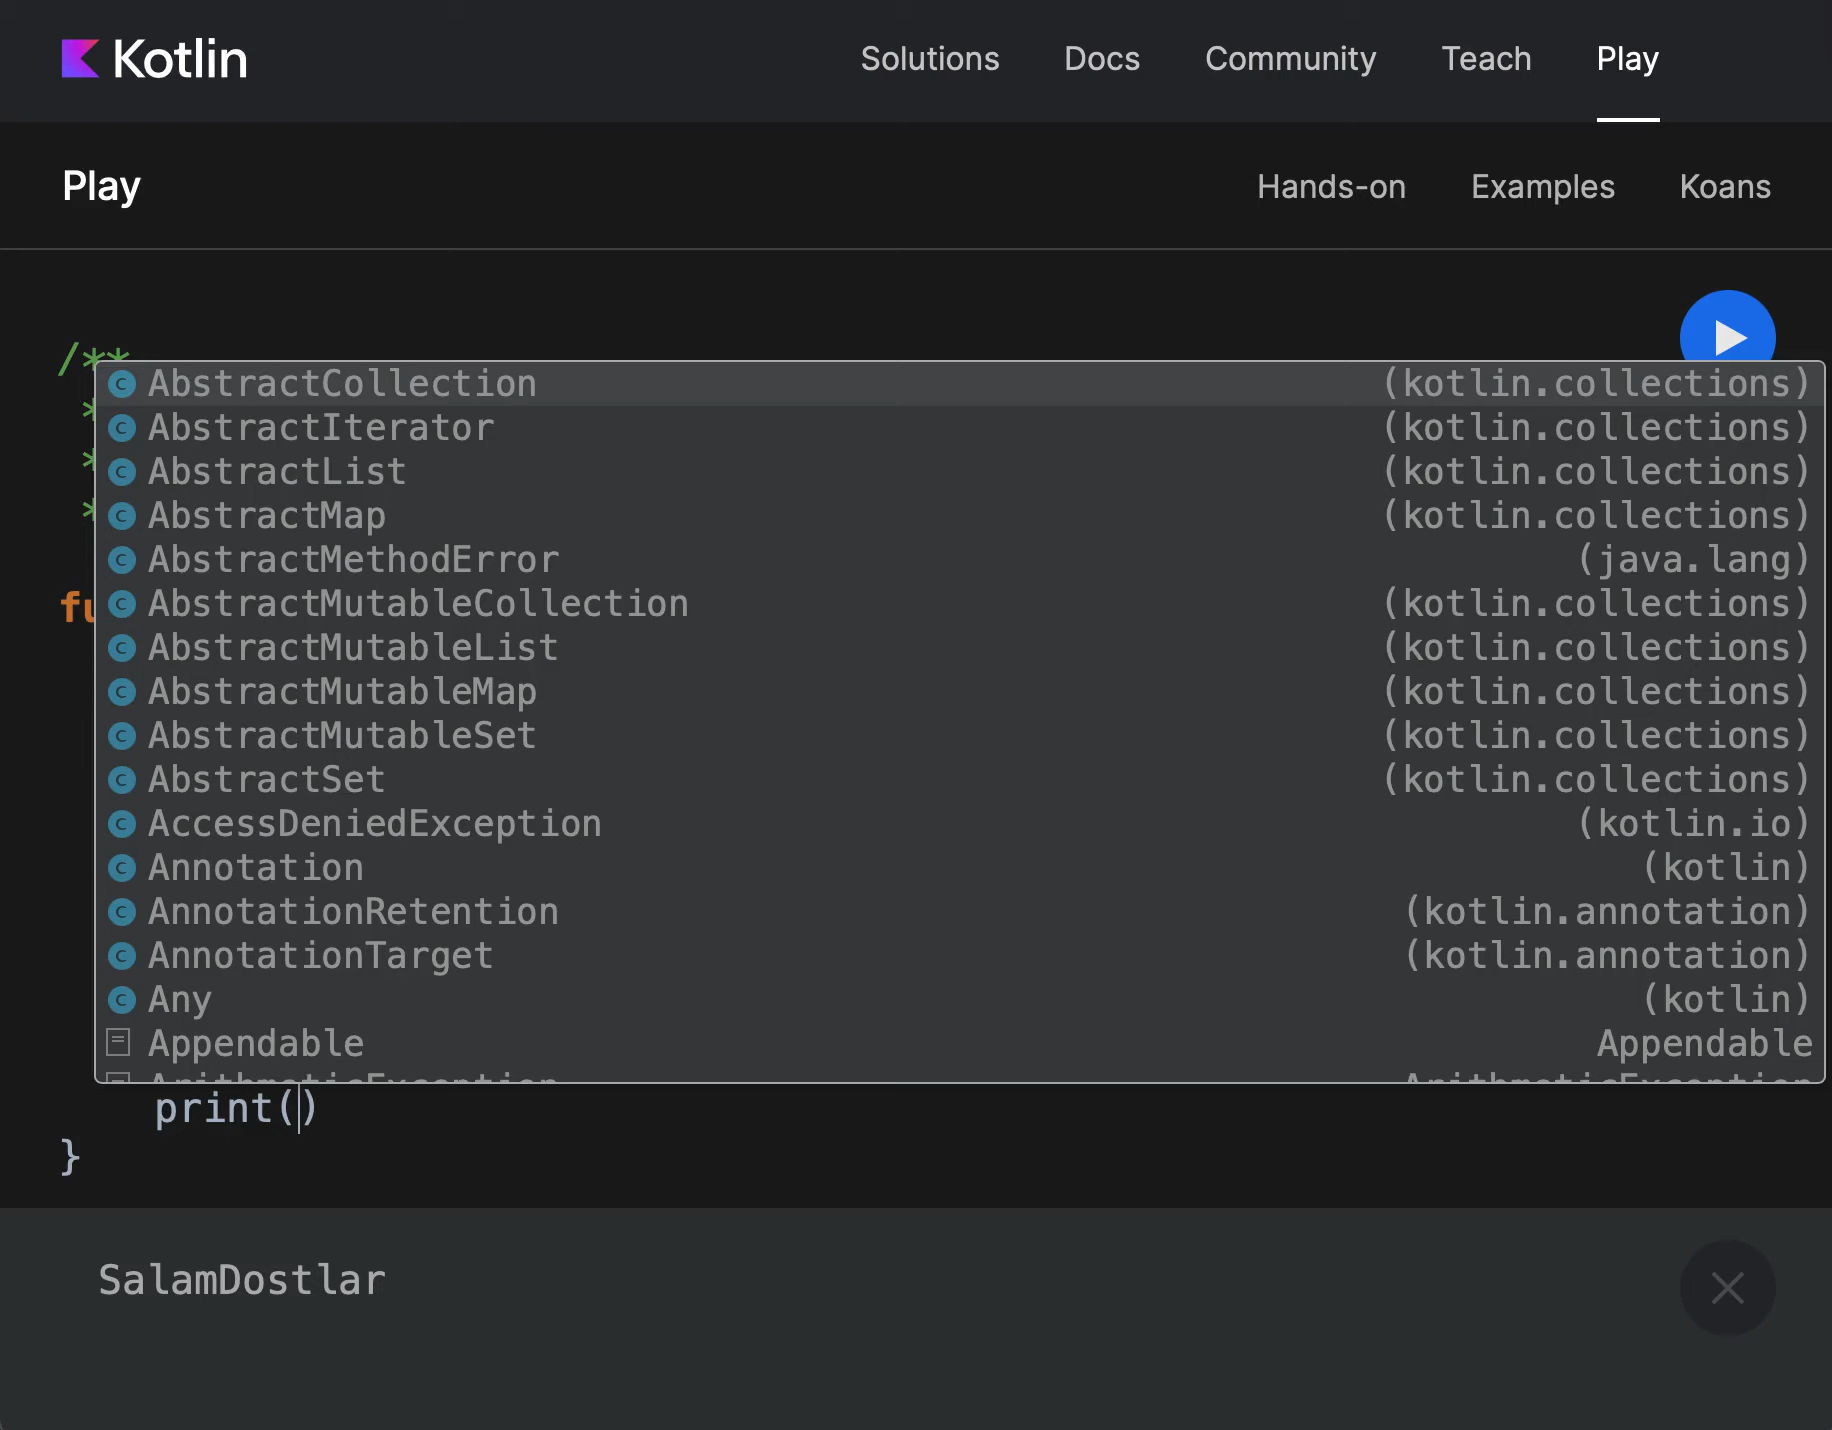 Kotlin Solutions Docs Community Teach Play
Play Hands-on Examples Koans
/**
*
*
*
fu
AbstractCollection (kotlin.collections)
AbstractIterator (kotlin.collections)
AbstractList (kotlin.collections)
AbstractMap (kotlin.collections)
AbstractMethodError (java.lang)
AbstractMutableCollection (kotlin.collections)
AbstractMutableList (kotlin.collections)
AbstractMutableMap (kotlin.collections)
AbstractMutableSet (kotlin.collections)
AbstractSet (kotlin.collections)
AccessDeniedException (kotlin.io)
Annotation (kotlin)
AnnotationRetention (kotlin.annotation)
AnnotationTarget (kotlin.annotation)
Any (kotlin)
Appendable Appendable
ArithmeticException ArithmeticException
print()
}
SalamDostlar